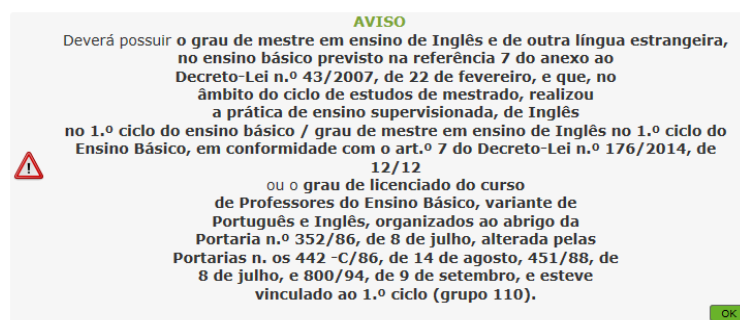 AVISO
Deverá possuir o grau de mestre em ensino de Inglês e de outra língua estrangeira,
no ensino básico previsto na referência 7 do anexo ao
Decreto-Lei n.º 43/2007, de 22 de fevereiro, e que, no
âmbito do ciclo de estudos de mestrado, realizou
a prática de ensino supervisionada, de Inglês
no 1.º ciclo do ensino básico / grau de mestre em ensino de Inglês no 1.º ciclo do
Ensino Básico, em conformidade com o art.º 7 do Decreto-Lei n.º 176/2014, de
12/12
ou o grau de licenciado do curso
de Professores do Ensino Básico, variante de
Português e Inglês, organizados ao abrigo da
Portaria n.º 352/86, de 8 de julho, alterada pelas
Portarias n. os 442 -C/86, de 14 de agosto, 451/88, de
8 de julho, e 800/94, de 9 de setembro, e esteve
vinculado ao 1.º ciclo (grupo 110).
OK